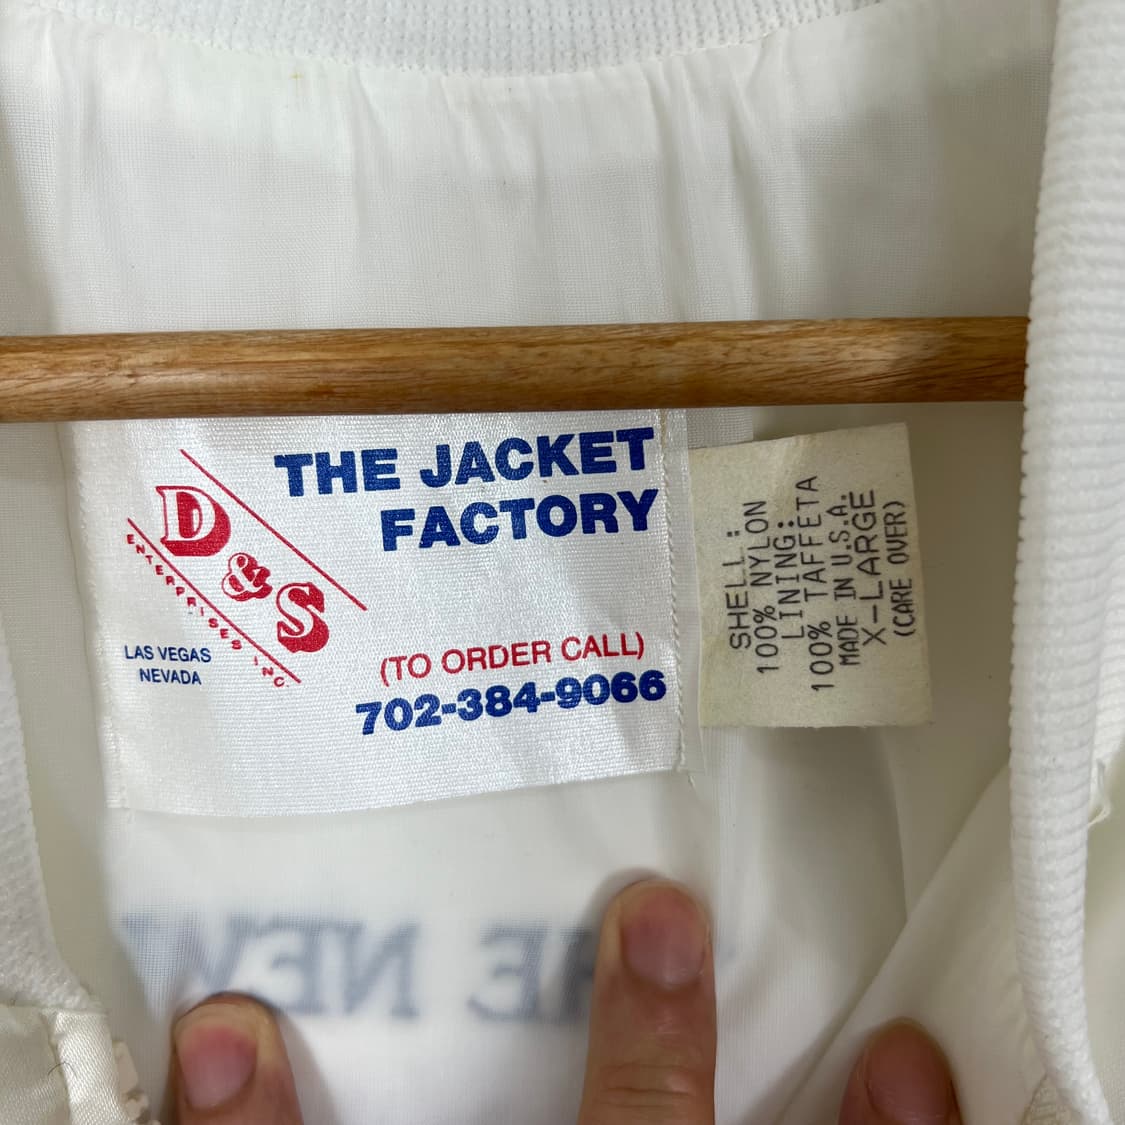 THE JACKET
FACTORY
D
&
S
ENTERPRISES INC.
LAS VEGAS
NEVADA
(TO ORDER CALL)
702-384-9066
SHELL:
100% NYLON
LINING:
100% TAFFETA
MADE IN U.S.A.
X-LARGE
(CARE OVER)